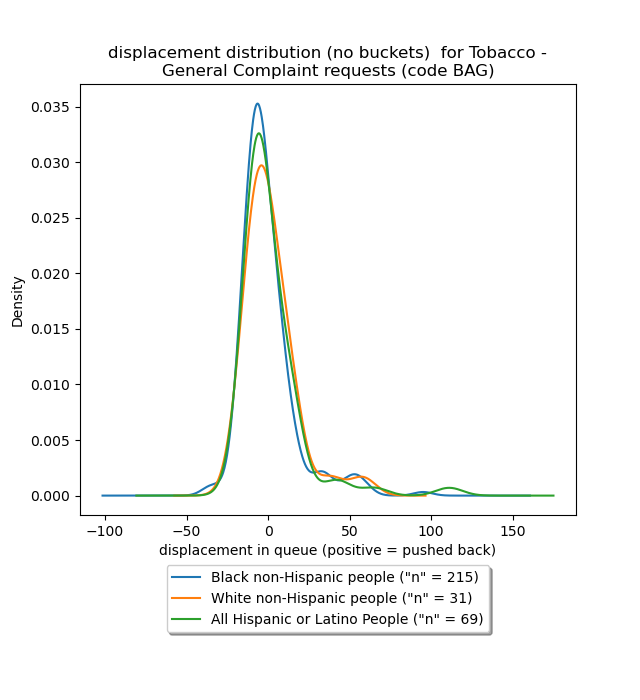 displacement distribution (no buckets)  for Tobacco -
General Complaint requests (code BAG)
0.035
0.030
0.025
0.020
0.015
0.010
0.005
0.000
Density
−100
−50
0
50
100
150
displacement in queue (positive = pushed back)
Black non-Hispanic people ("n" = 215)
White non-Hispanic people ("n" = 31)
All Hispanic or Latino People ("n" = 69)